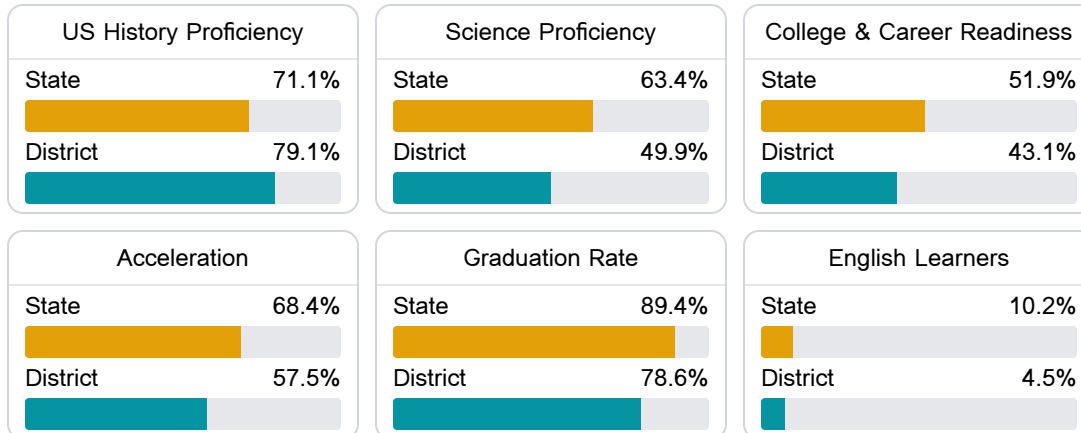 US History Proficiency
State 71.1%
District 79.1%
Science Proficiency
State 63.4%
District 49.9%
College & Career Readiness
State 51.9%
District 43.1%
Acceleration
State 68.4%
District 57.5%
Graduation Rate
State 89.4%
District 78.6%
English Learners
State 10.2%
District 4.5%